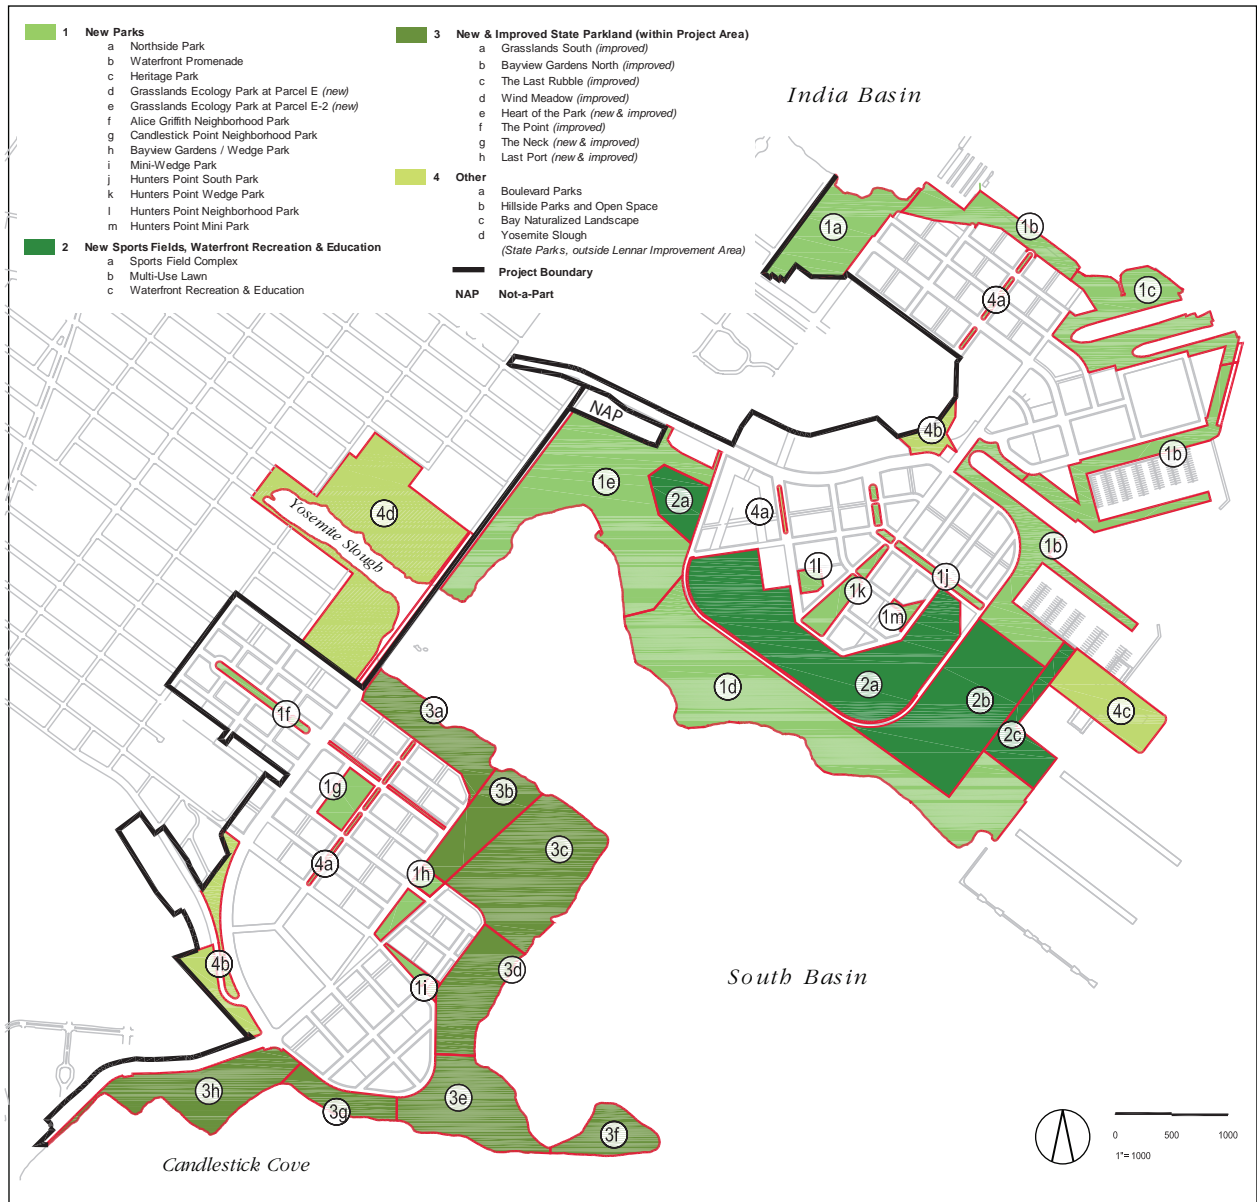 1 New Parks
a Northside Park
b Waterfront Promenade
c Heritage Park
d Grasslands Ecology Park at Parcel E (new)
e Grasslands Ecology Park at Parcel E-2 (new)
f Alice Griffith Neighborhood Park
g Candlestick Point Neighborhood Park
h Bayview Gardens / Wedge Park
i Mini-Wedge Park
j Hunters Point South Park
k Hunters Point Wedge Park
l Hunters Point Neighborhood Park
m Hunters Point Mini Park
2 New Sports Fields, Waterfront Recreation & Education
a Sports Field Complex
b Multi-Use Lawn
c Waterfront Recreation & Education
3 New & Improved State Parkland (within Project Area)
a Grasslands South (improved)
b Bayview Gardens North (improved)
c The Last Rubble (improved)
d Wind Meadow (improved)
e Heart of the Park (new & improved)
f The Point (improved)
g The Neck (new & improved)
h Last Port (new & improved)
4 Other
a Boulevard Parks
b Hillside Parks and Open Space
c Bay Naturalized Landscape
d Yosemite Slough
(State Parks, outside Lennar Improvement Area)
Project Boundary
NAP Not-a-Part
India Basin
1a
1b
1c
4a
NAP
4b
1b
1e
2a
4a
4d
Yosemite Slough
1b
1l
1j
1k
1m
1d
2a
2b
4c
2c
3a
1f
1g
3b
3c
4a
1h
4b
3d
1i
South Basin
3h
3e
3g
3f
Candlestick Cove
0 500 1000
1"= 1000